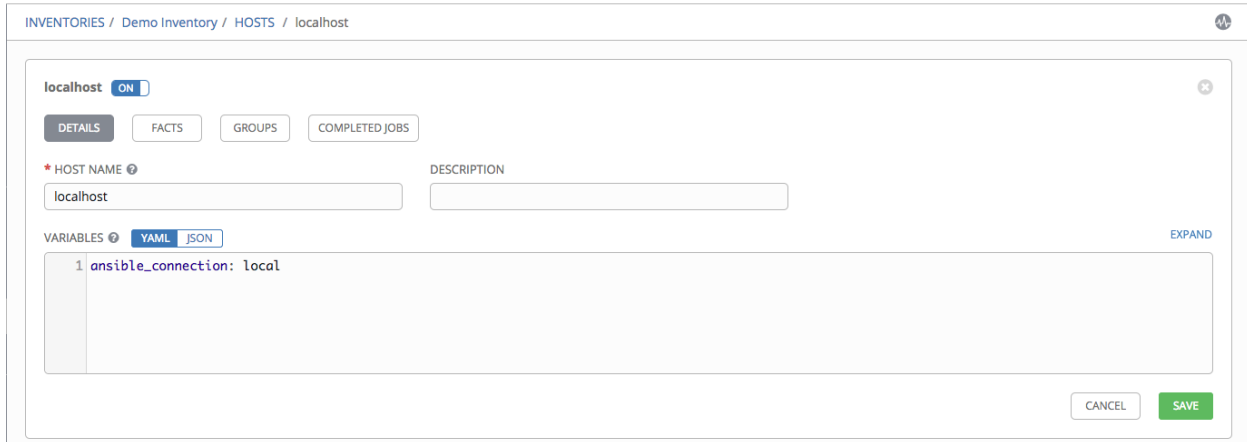 INVENTORIES / Demo Inventory / HOSTS / localhost
localhost ON
DETAILS FACTS GROUPS COMPLETED JOBS
* HOST NAME ? DESCRIPTION
localhost
VARIABLES ? YAML JSON EXPAND
1 ansible_connection: local
CANCEL SAVE